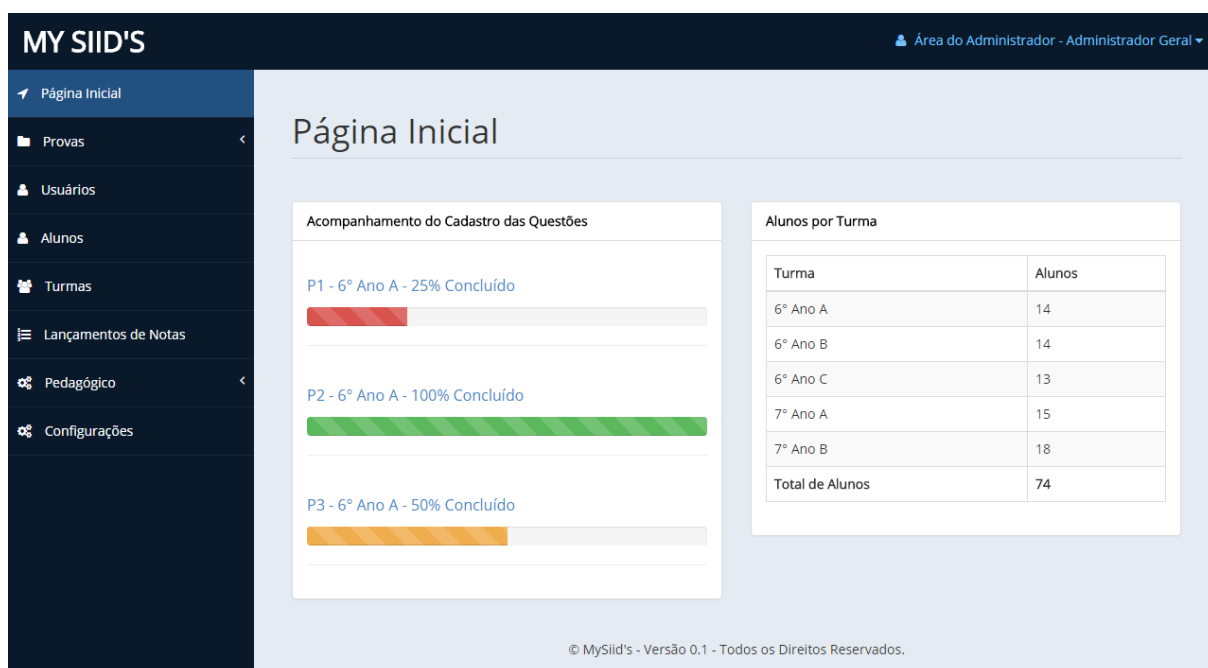 MY SIID'S
Área do Administrador - Administrador Geral
Página Inicial
Provas
Usuários
Alunos
Turmas
Lançamentos de Notas
Pedagógico
Configurações
Página Inicial
Acompanhamento do Cadastro das Questões
P1 - 6° Ano A - 25% Concluído
P2 - 6° Ano A - 100% Concluído
P3 - 6° Ano A - 50% Concluído
Alunos por Turma
Turma Alunos
6° Ano A 14
6° Ano B 14
6° Ano C 13
7° Ano A 15
7° Ano B 18
Total de Alunos 74
© MySiid's - Versão 0.1 - Todos os Direitos Reservados.